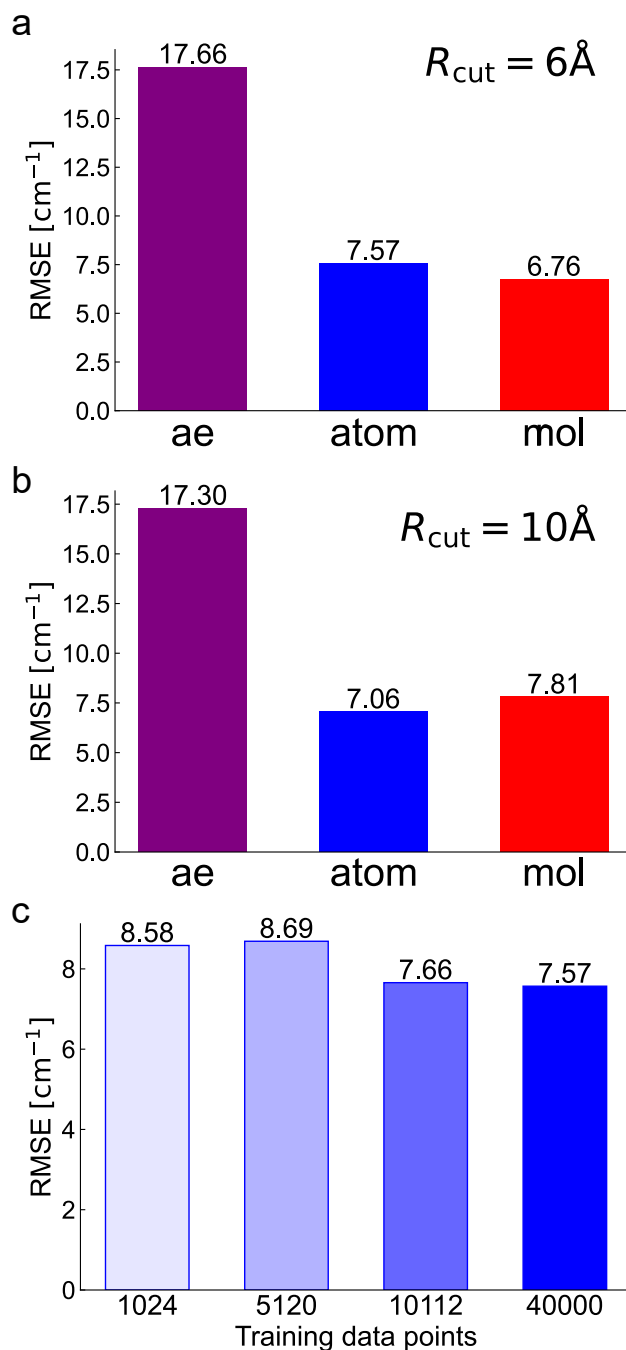 a
R_cut = 6Å
17.66
7.57
6.76
17.5
15.0
12.5
10.0
7.5
5.0
2.5
0.0
RMSE [cm⁻¹]
ae atom mol
b
R_cut = 10Å
17.30
7.06
7.81
17.5
15.0
12.5
10.0
7.5
5.0
2.5
0.0
RMSE [cm⁻¹]
ae atom mol
c
8.58
8.69
7.66
7.57
8
6
4
2
0
RMSE [cm⁻¹]
1024 5120 10112 40000
Training data points